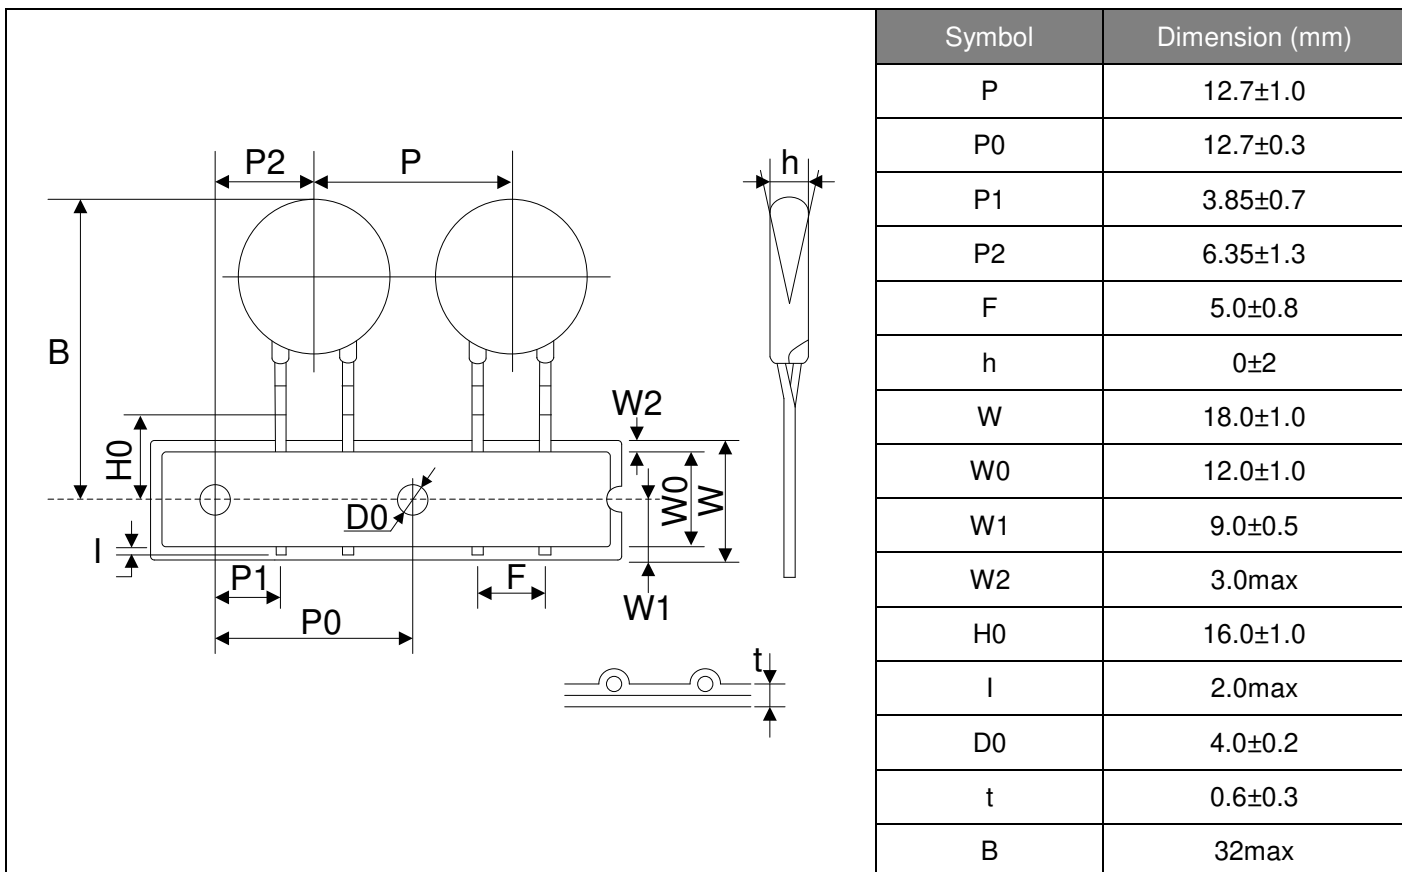 P2 P h
B
W2
H0
W0
W
D0
I
P1
F
W1
P0
t
Symbol Dimension (mm)
P 12.7±1.0
P0 12.7±0.3
P1 3.85±0.7
P2 6.35±1.3
F 5.0±0.8
h 0±2
W 18.0±1.0
W0 12.0±1.0
W1 9.0±0.5
W2 3.0max
H0 16.0±1.0
I 2.0max
D0 4.0±0.2
t 0.6±0.3
B 32max